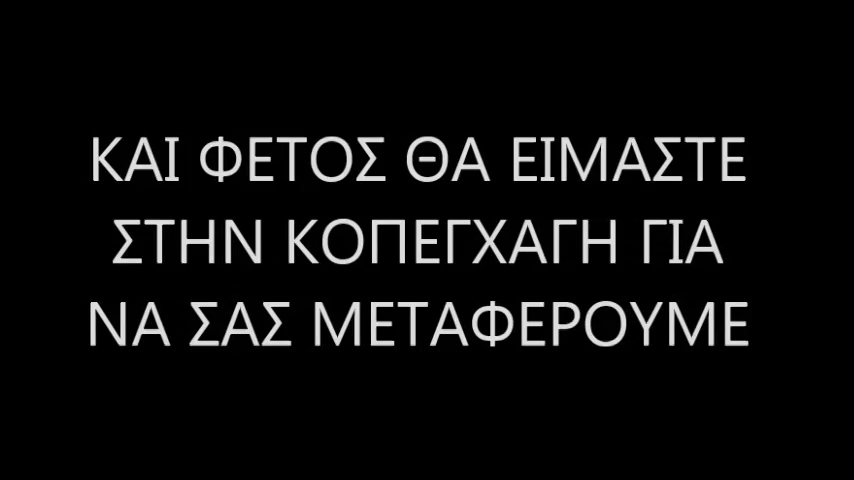 ΚΑΙ ΦΕΤΟΣ ΘΑ ΕΙΜΑΣΤΕ
ΣΤΗΝ ΚΟΠΕΓΧΑΓΗ ΓΙΑ
ΝΑ ΣΑΣ ΜΕΤΑΦΕΡΟΥΜΕ